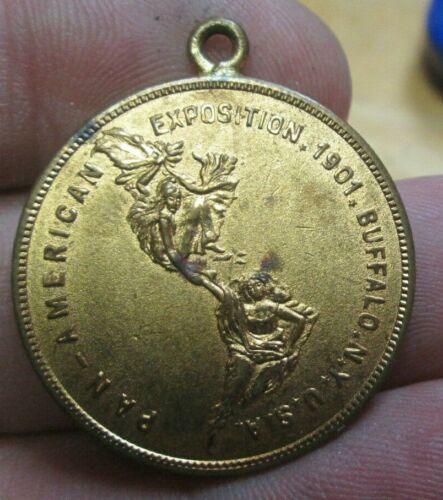 PAN-AMERICAN EXPOSITION, 1901, BUFFALO, N.Y. U.S.A.